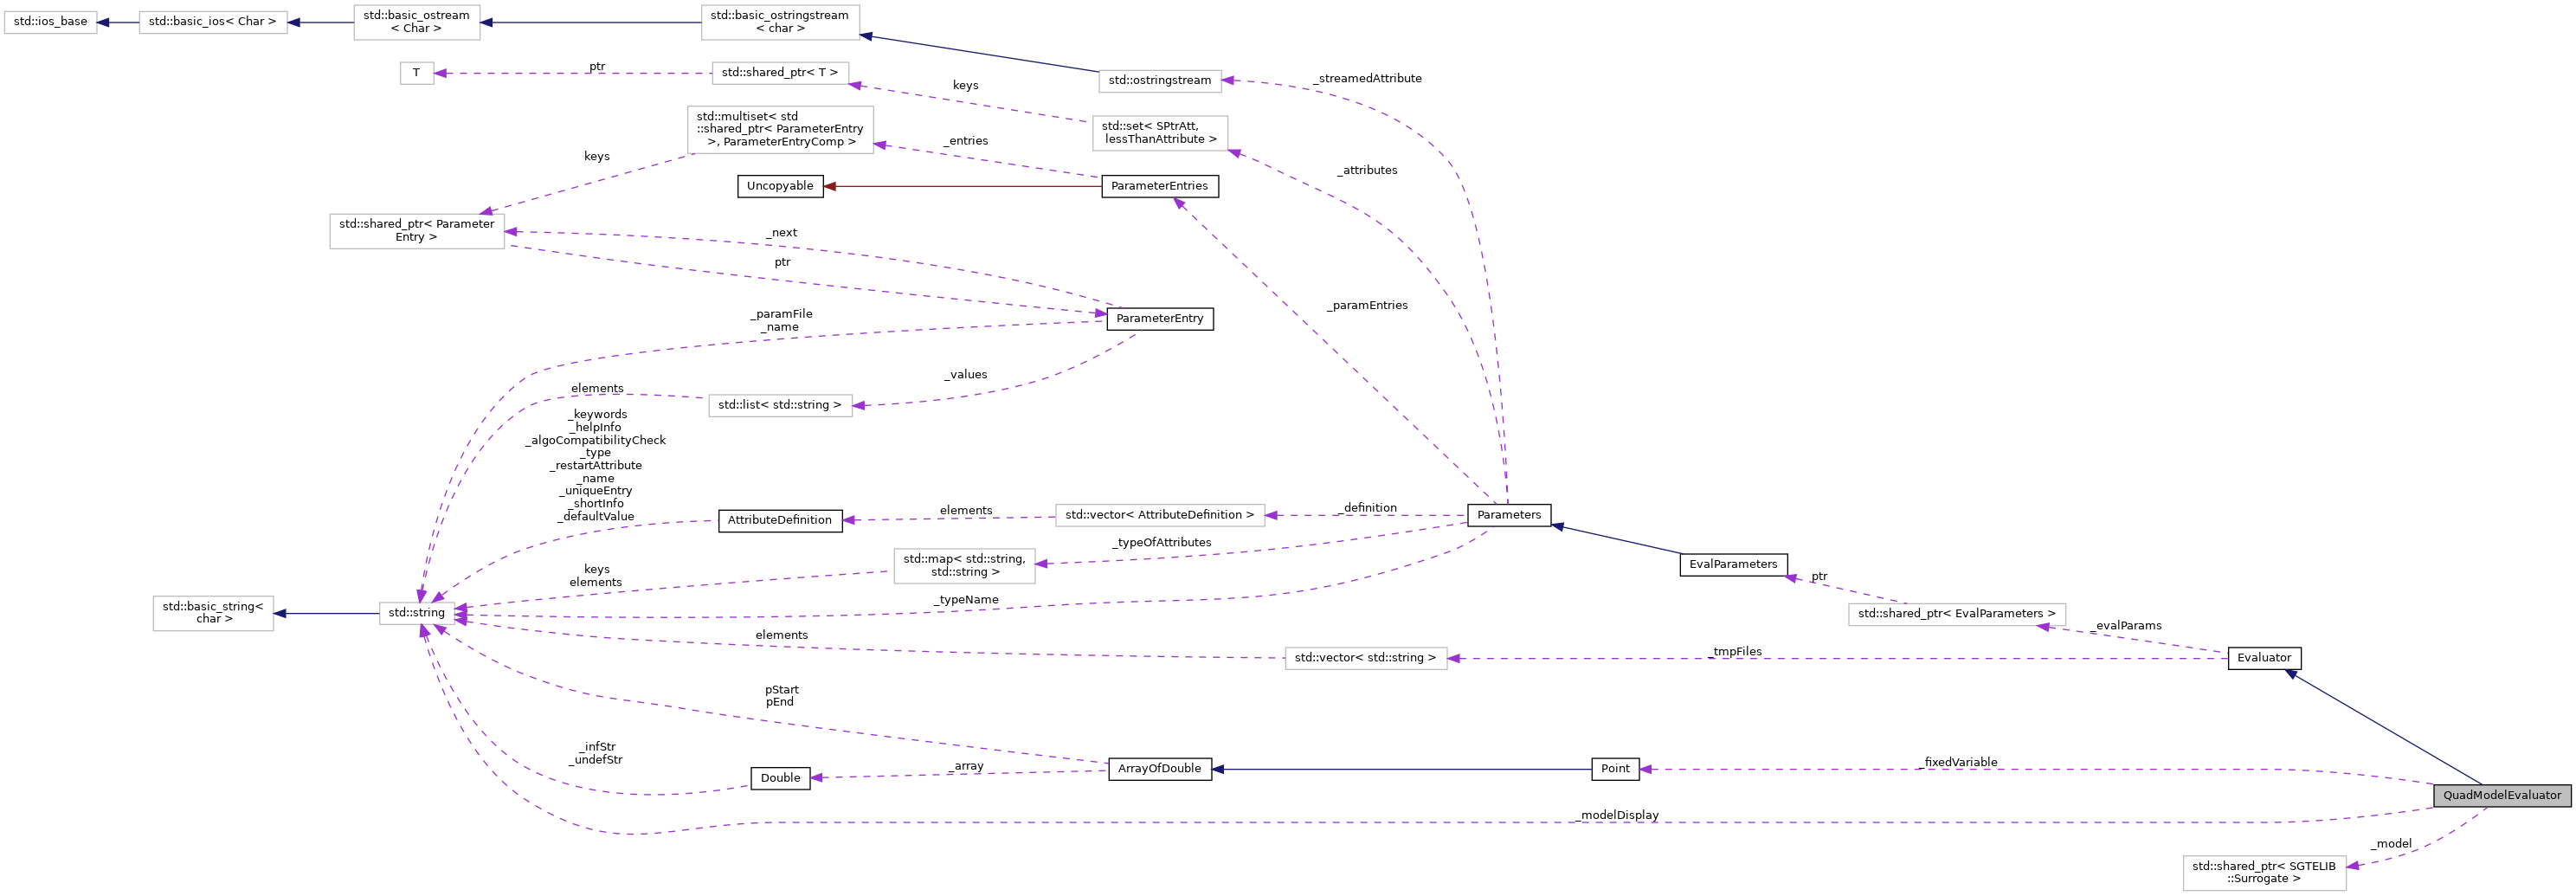 std::ios_base
std::basic_ios< Char >
std::basic_ostream
< Char >
std::basic_ostringstream
< char >
T
ptr
std::shared_ptr< T >
keys
std::ostringstream
_streamedAttribute
std::multiset< std
::shared_ptr< ParameterEntry
>, ParameterEntryComp >
_entries
std::set< SPtrAtt,
lessThanAttribute >
keys
_attributes
Uncopyable
ParameterEntries
std::shared_ptr< Parameter
Entry >
_next
ptr
_paramEntries
_paramFile
_name
ParameterEntry
_values
elements
std::list< std::string >
_keywords
_helpInfo
_algoCompatibilityCheck
_type
_restartAttribute
_name
_uniqueEntry
_shortInfo
_defaultValue
AttributeDefinition
elements
std::vector< AttributeDefinition >
_definition
Parameters
_typeOfAttributes
std::map< std::string,
std::string >
keys
elements
EvalParameters
ptr
_typeName
std::basic_string<
char >
std::string
std::shared_ptr< EvalParameters >
_evalParams
elements
std::vector< std::string >
_tmpFiles
Evaluator
pStart
pEnd
_infStr
_undefStr
Double
_array
ArrayOfDouble
Point
_fixedVariable
QuadModelEvaluator
_modelDisplay
_model
std::shared_ptr< SGTELIB
::Surrogate >